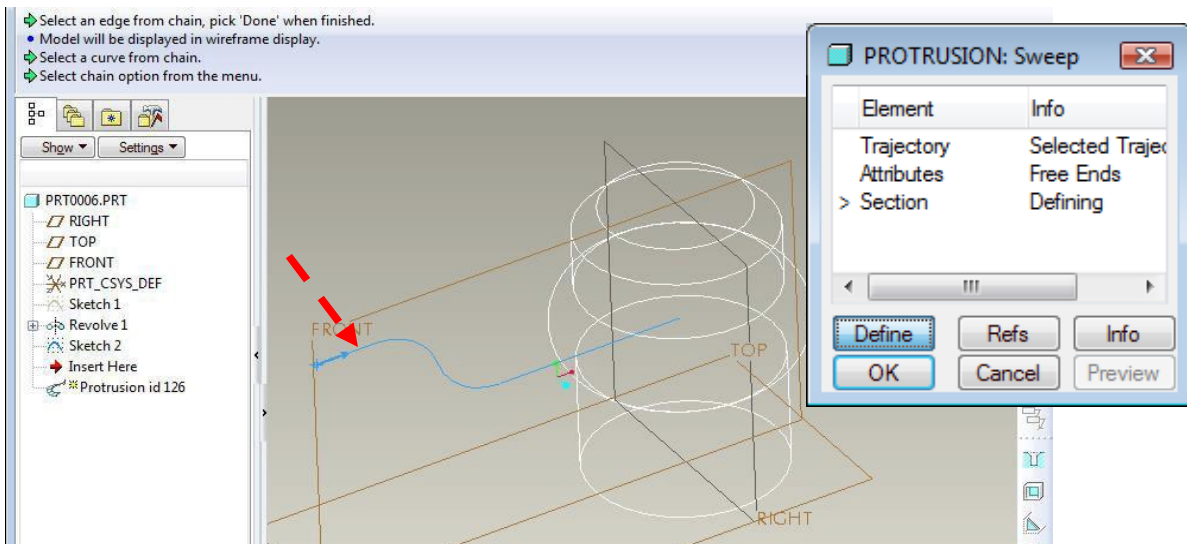 Select an edge from chain, pick 'Done' when finished.
• Model will be displayed in wireframe display.
Select a curve from chain.
Select chain option from the menu.
Show Settings
PRT0006.PRT
RIGHT
TOP
FRONT
PRT_CSYS_DEF
Sketch 1
Revolve 1
Sketch 2
Insert Here
Protrusion id 126
FRONT
TOP
RIGHT
PROTRUSION: Sweep
Element Info
Trajectory Selected Trajec
Attributes Free Ends
> Section Defining
Define Refs Info
OK Cancel Preview